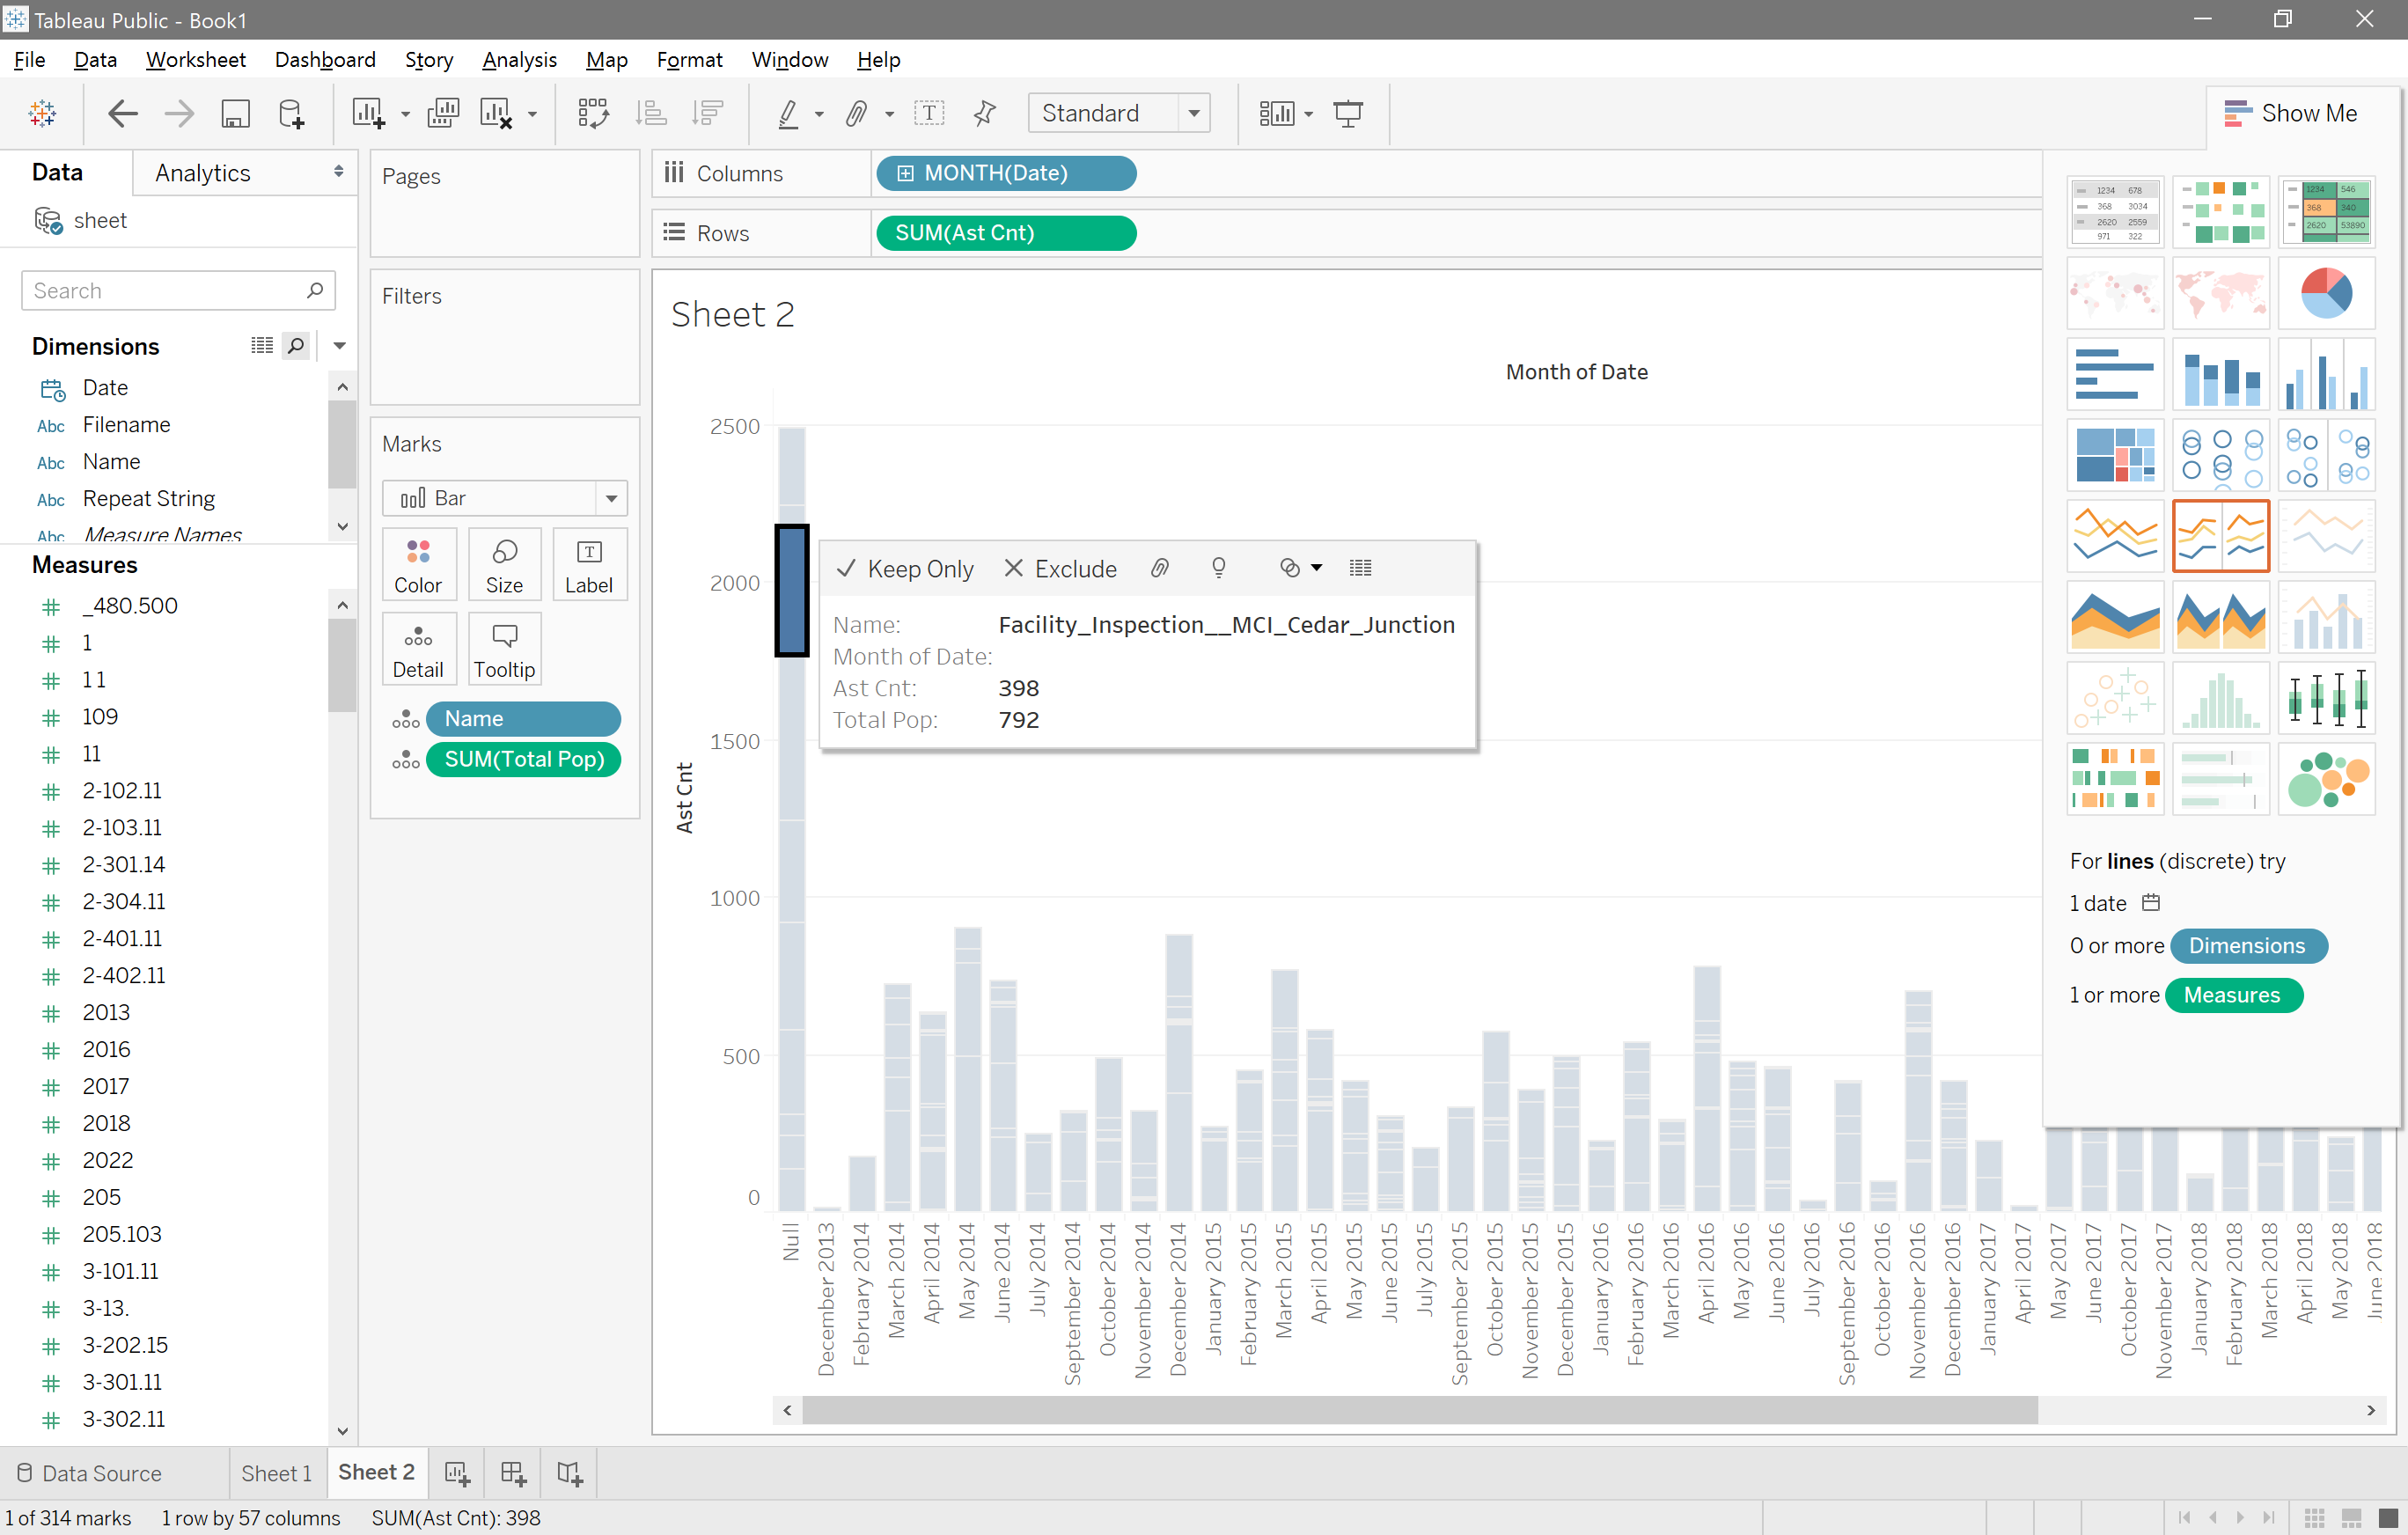 Tableau Public - Book1
File Data Worksheet Dashboard Story Analysis Map Format Window Help
Standard
Show Me
Data Analytics
sheet
Search
Dimensions
Date
Abc Filename
Abc Name
Abc Repeat String
Abc Measure Names
Measures
_480.500
1
1 1
109
11
2-102.11
2-103.11
2-301.14
2-304.11
2-401.11
2-402.11
2013
2016
2017
2018
2022
205
205.103
3-101.11
3-13.
3-202.15
3-301.11
3-302.11
Pages
Filters
Marks
Bar
Color Size Label
Detail Tooltip
Name
SUM(Total Pop)
Columns MONTH(Date)
Rows SUM(Ast Cnt)
Sheet 2
Month of Date
Ast Cnt
2500
2000
1500
1000
500
0
Keep Only Exclude
Name: Facility_Inspection__MCI_Cedar_Junction
Month of Date:
Ast Cnt: 398
Total Pop: 792
Null
December 2013
February 2014
March 2014
April 2014
May 2014
June 2014
July 2014
September 2014
October 2014
November 2014
December 2014
January 2015
February 2015
March 2015
April 2015
May 2015
June 2015
July 2015
September 2015
October 2015
November 2015
December 2015
January 2016
February 2016
March 2016
April 2016
May 2016
June 2016
July 2016
September 2016
October 2016
November 2016
December 2016
January 2017
April 2017
May 2017
June 2017
October 2017
November 2017
January 2018
February 2018
March 2018
April 2018
May 2018
June 2018
1234 678
368 3034
2620 2559
971 322
1234 546
368 340
2620 53890
For lines (discrete) try
1 date
0 or more Dimensions
1 or more Measures
Data Source Sheet 1 Sheet 2
1 of 314 marks 1 row by 57 columns SUM(Ast Cnt): 398